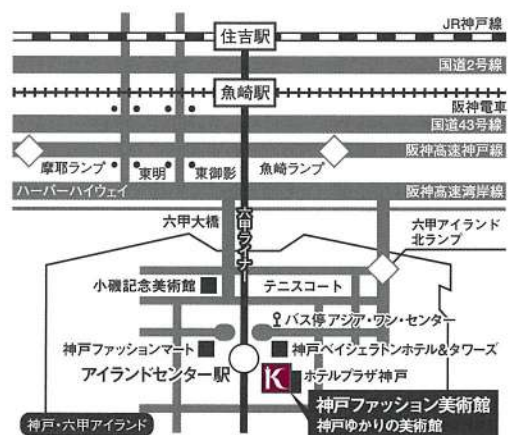 JR神戸線
住吉駅
国道2号線
魚崎駅
阪神電車
国道43号線
阪神高速神戸線
摩耶ランプ
東明
東御影
魚崎ランプ
ハーバーハイウェイ
阪神高速湾岸線
六甲大橋
六甲ライナー
六甲アイランド
北ランプ
小磯記念美術館
テニスコート
バス停アジア・ワン・センター
神戸ファッションマート
神戸ベイシェラトンホテル&タワーズ
アイランドセンター駅
K
ホテルプラザ神戸
神戸ファッション美術館
神戸ゆかりの美術館
神戸・六甲アイランド